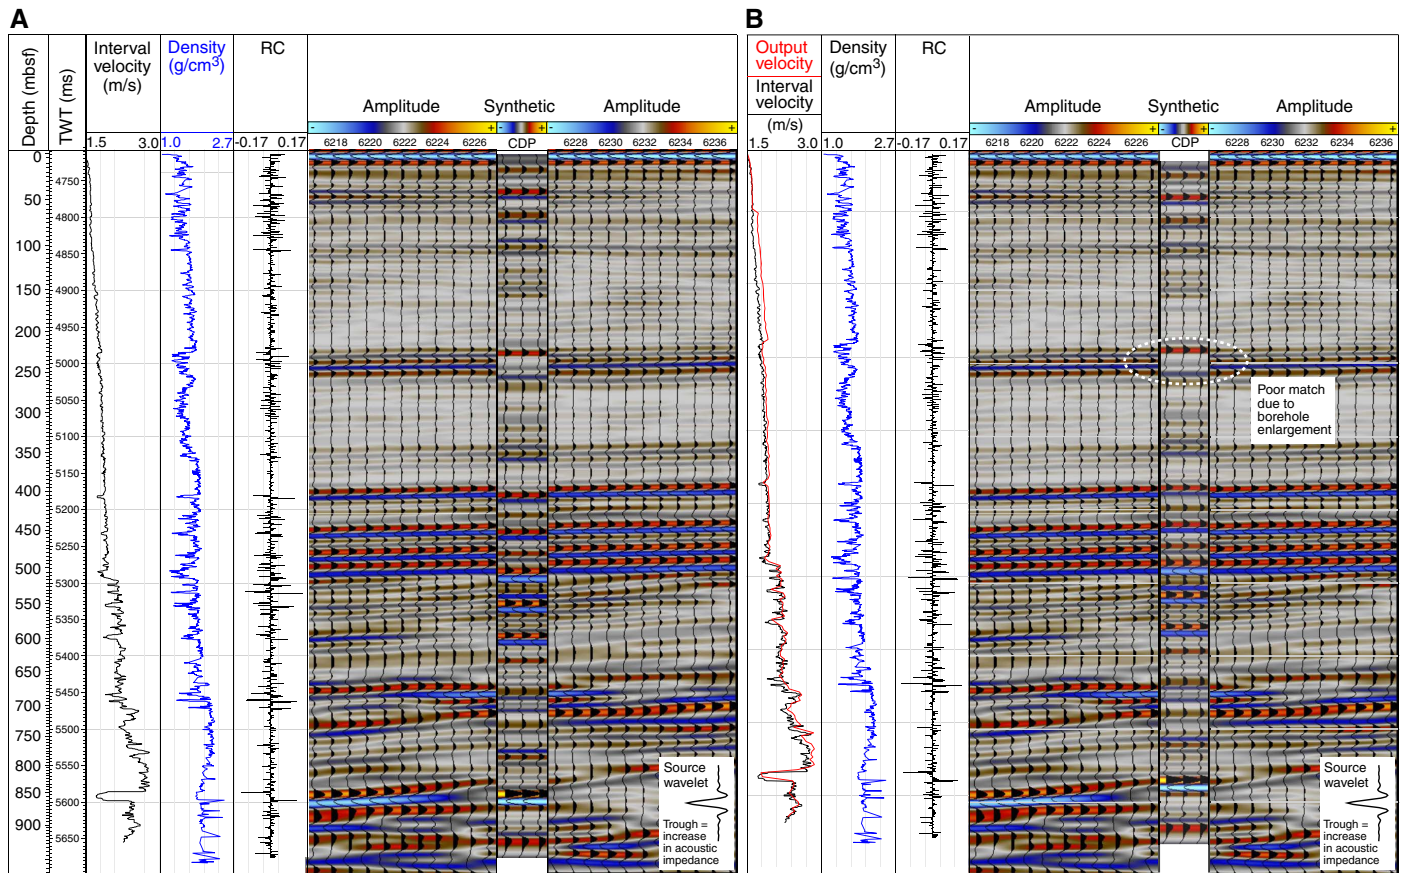 A
Depth (mbsf)
TWT (ms)
Interval
velocity
(m/s)
Density
(g/cm³)
RC
Amplitude
Synthetic
Amplitude
- + - + - +
1.5 3.0 1.0 2.7 -0.17 0.17
6218 6220 6222 6224 6226 CDP 6228 6230 6232 6234 6236
0
50
100
150
200
250
300
350
400
450
500
550
600
650
700
750
800
850
900
4750
4800
4850
4900
4950
5000
5050
5100
5150
5200
5250
5300
5350
5400
5450
5500
5550
5600
5650
Source
wavelet
Trough =
increase
in acoustic
impedance
B
Output
velocity
Interval
velocity
(m/s)
Density
(g/cm³)
RC
Amplitude
Synthetic
Amplitude
- + - + - +
1.5 3.0 1.0 2.7 -0.17 0.17
6218 6220 6222 6224 6226 CDP 6228 6230 6232 6234 6236
Poor match
due to
borehole
enlargement
Source
wavelet
Trough =
increase
in acoustic
impedance